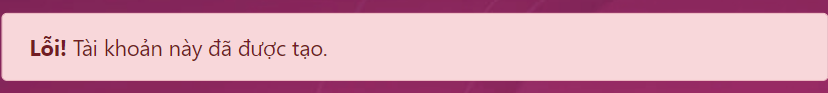 Lỗi! Tài khoản này đã được tạo.